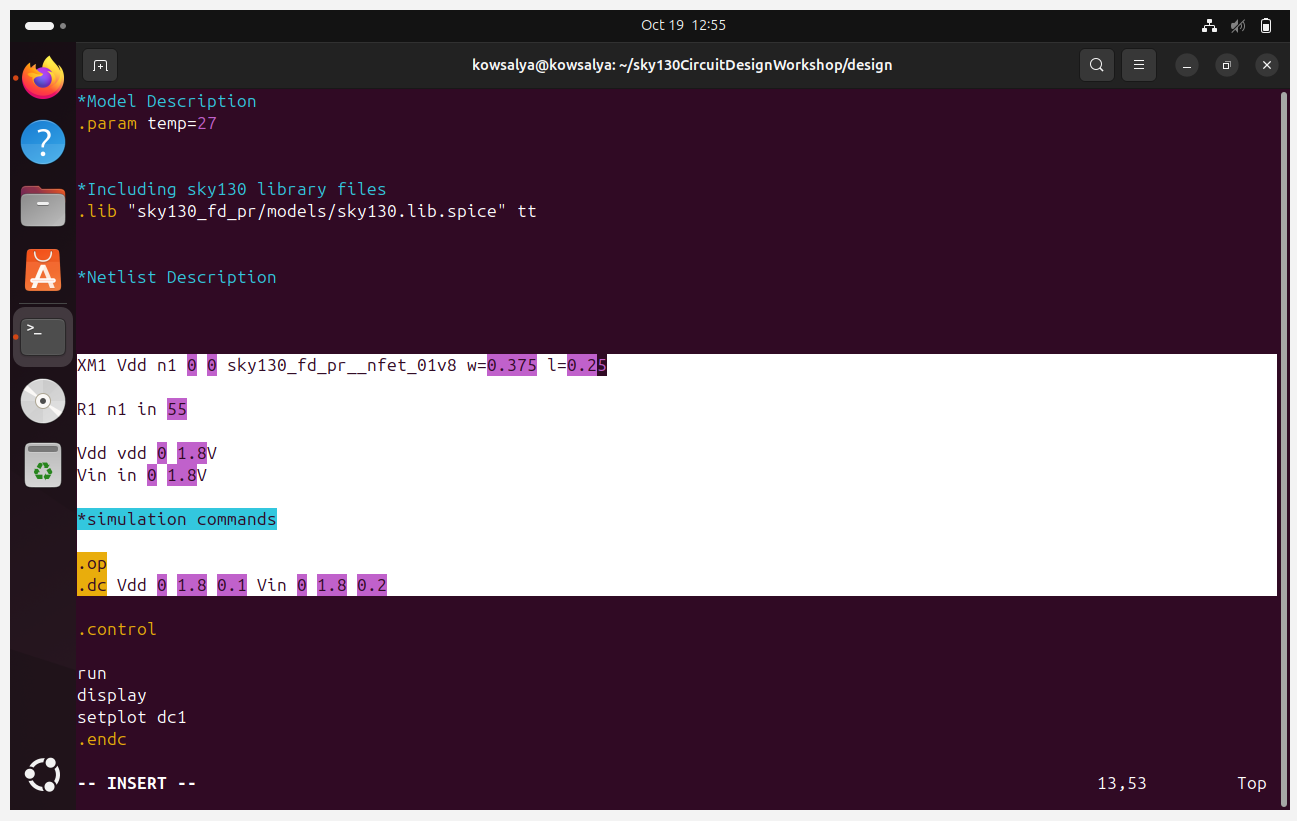 Oct 19 12:55
kowsalya@kowsalya: ~/sky130CircuitDesignWorkshop/design
*Model Description
.param temp=27
*Including sky130 library files
.lib "sky130_fd_pr/models/sky130.lib.spice" tt
*Netlist Description
XM1 Vdd n1 0 0 sky130_fd_pr__nfet_01v8 w=0.375 l=0.25
R1 n1 in 55
Vdd vdd 0 1.8V
Vin in 0 1.8V
*simulation commands
.op
.dc Vdd 0 1.8 0.1 Vin 0 1.8 0.2
.control
run
display
setplot dc1
.endc
-- INSERT -- 13,53 Top